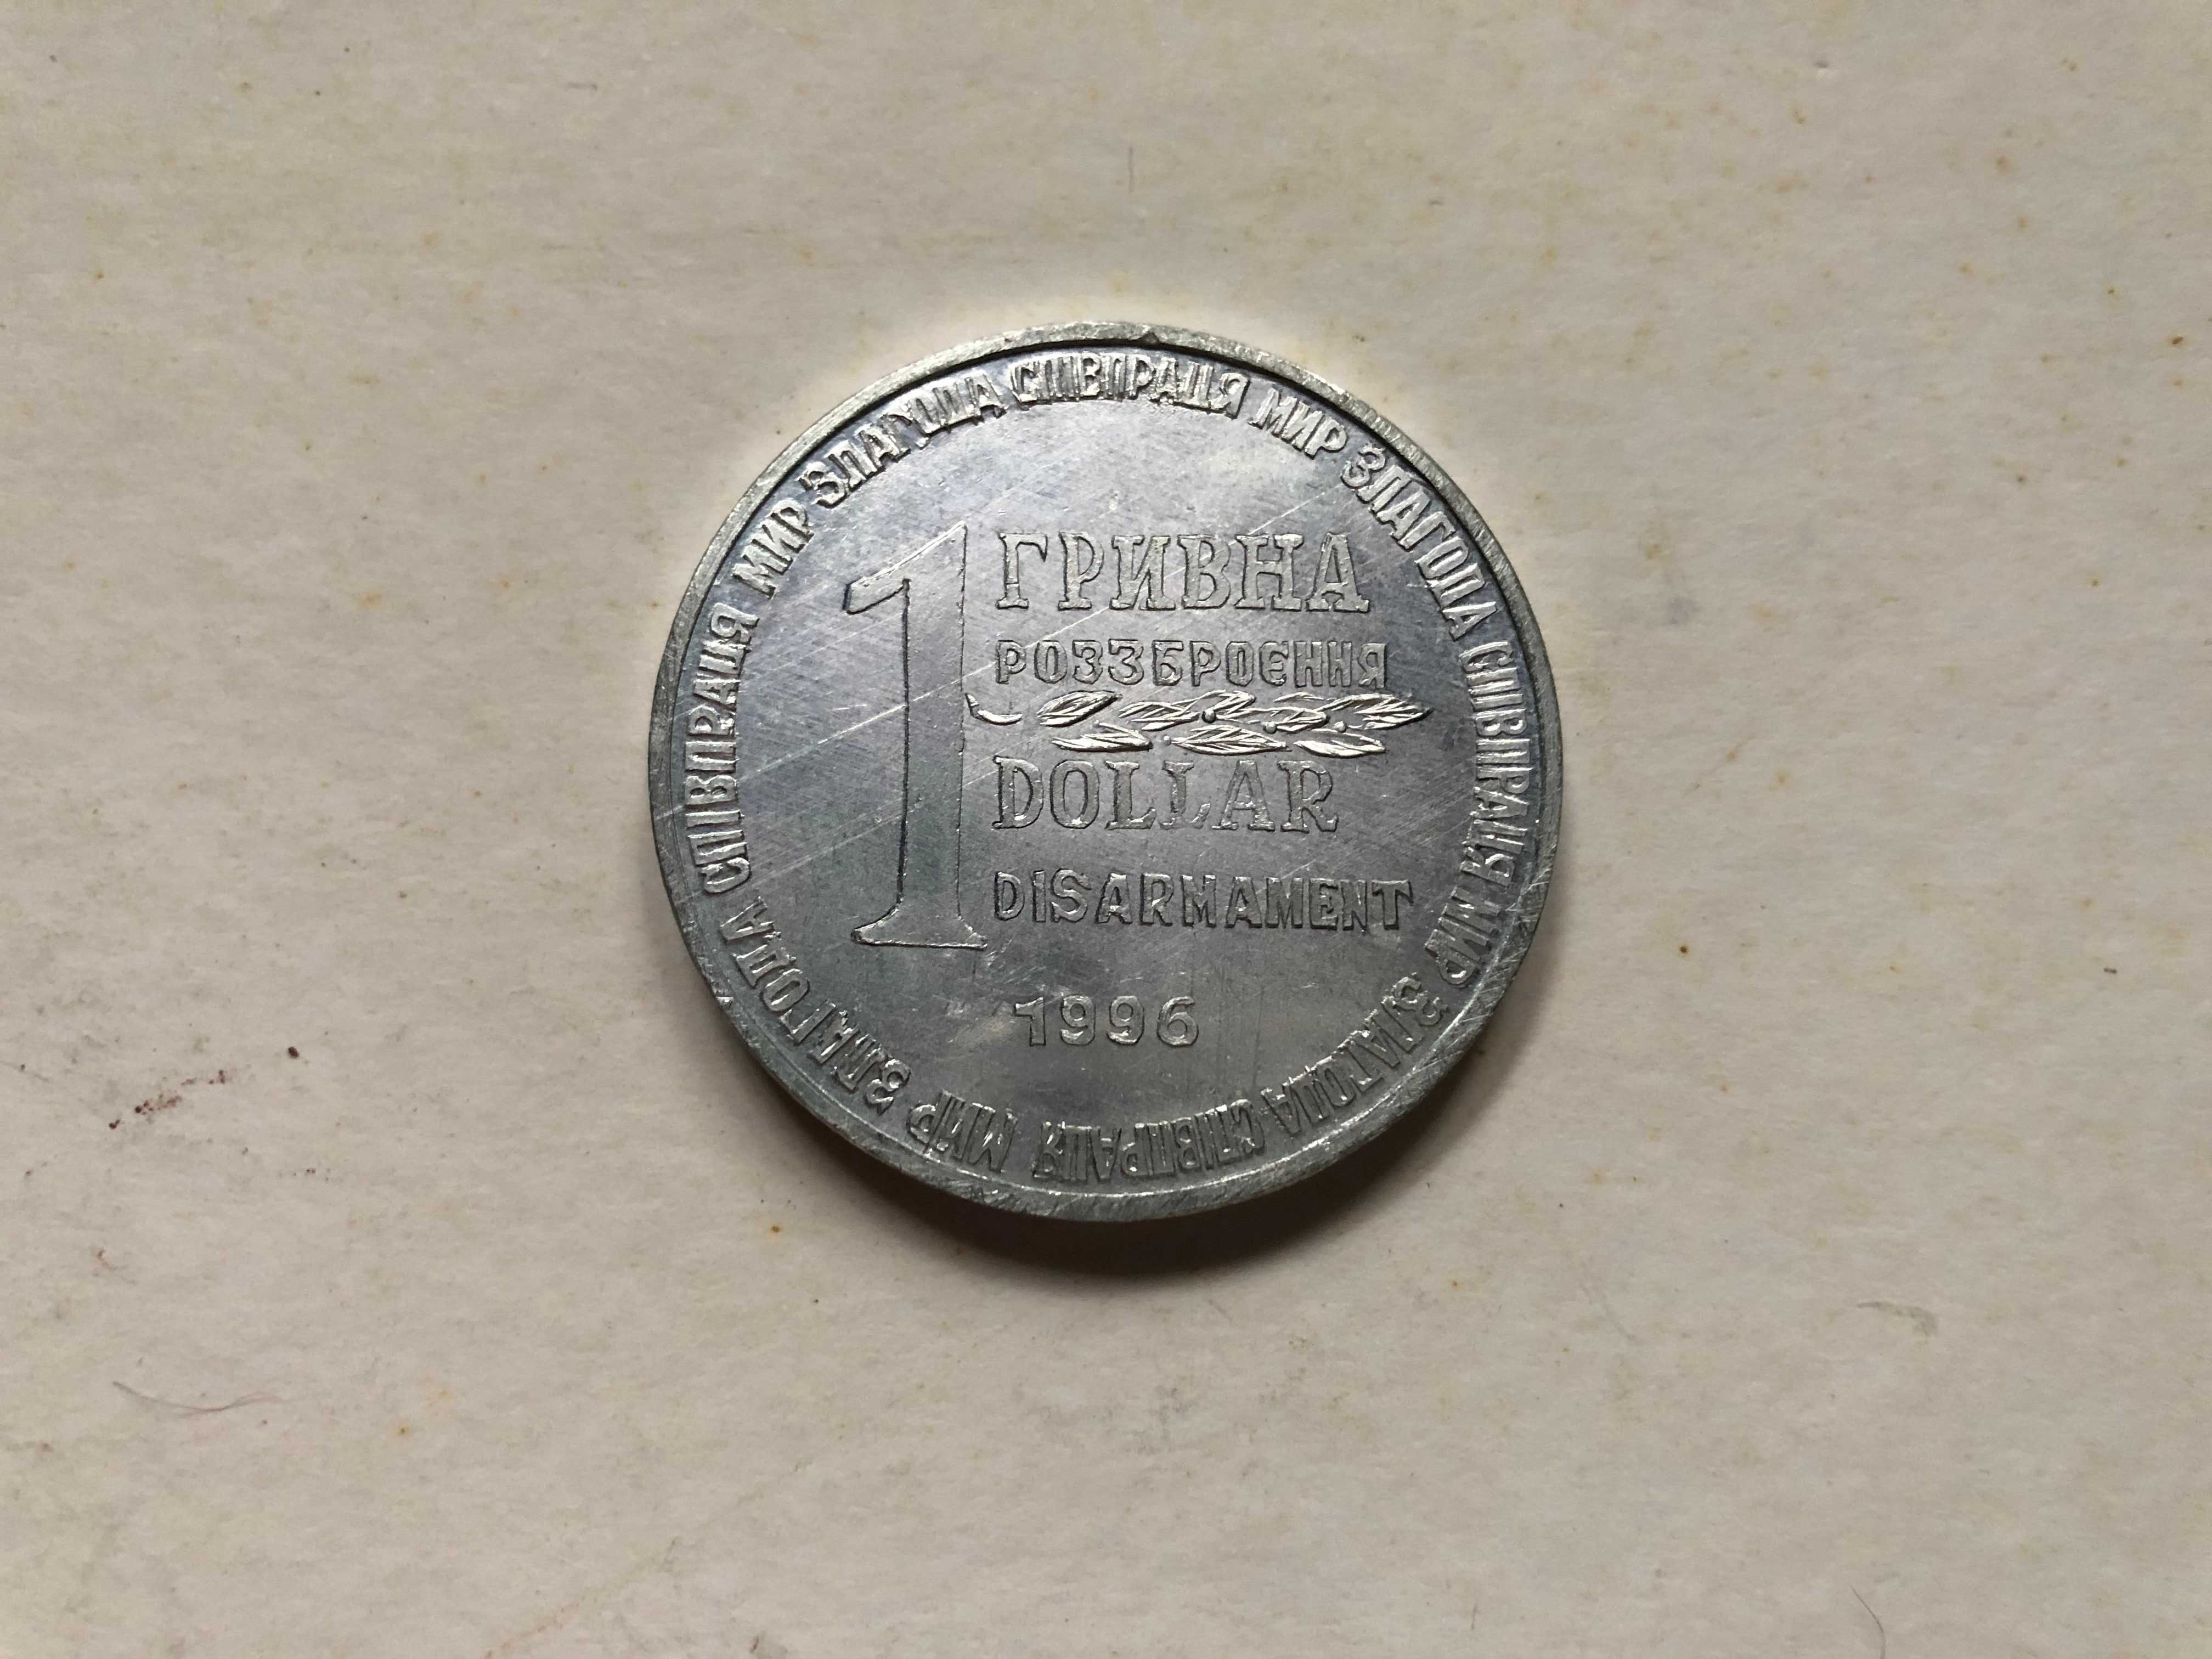 1 ГРИВНА
РОЗЗБРОЄННЯ
DOLLAR
DISARMAMENT
1996
МИР ЗЛАГОДА СПІВПРАЦЯ МИР ЗЛАГОДА СПІВПРАЦЯ МИР ЗЛАГОДА СПІВПРАЦЯ МИР ЗЛАГОДА СПІВПРАЦЯ